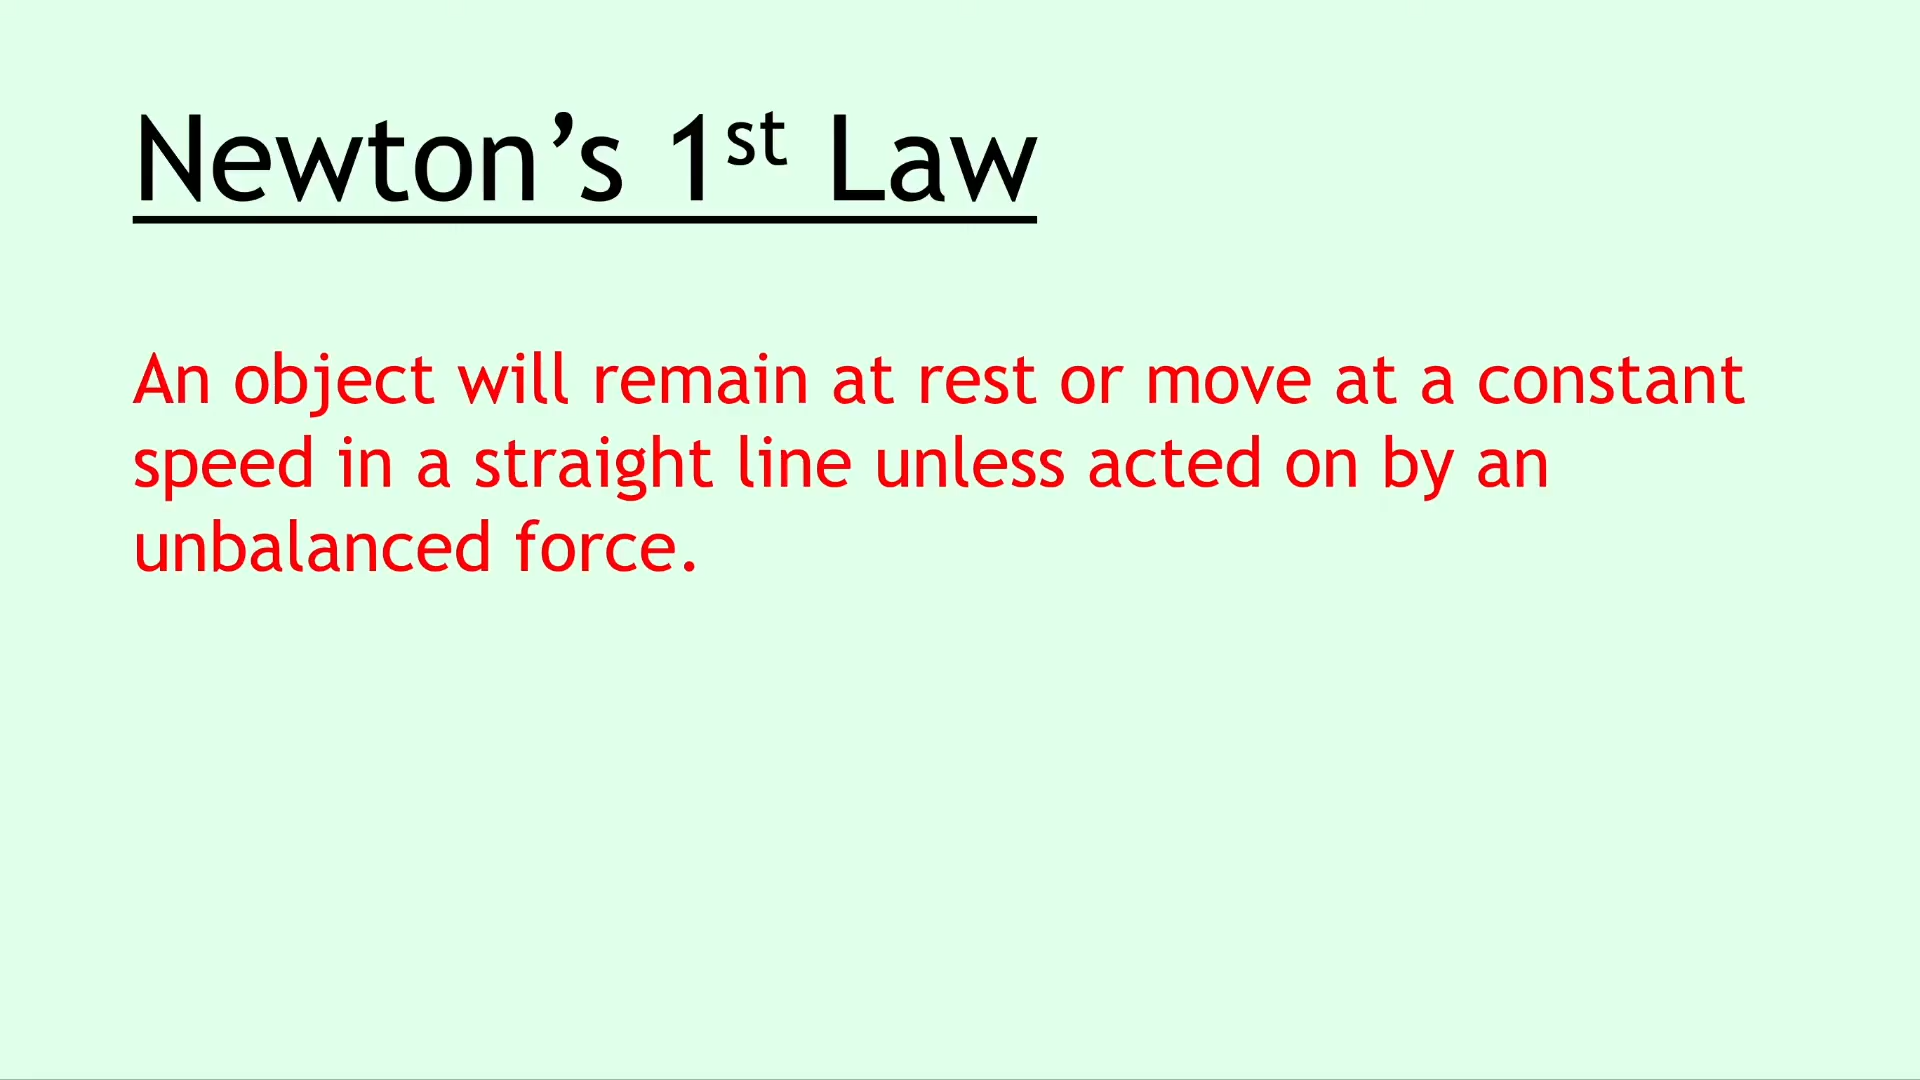 Newton’s 1st Law
An object will remain at rest or move at a constant
speed in a straight line unless acted on by an
unbalanced force.